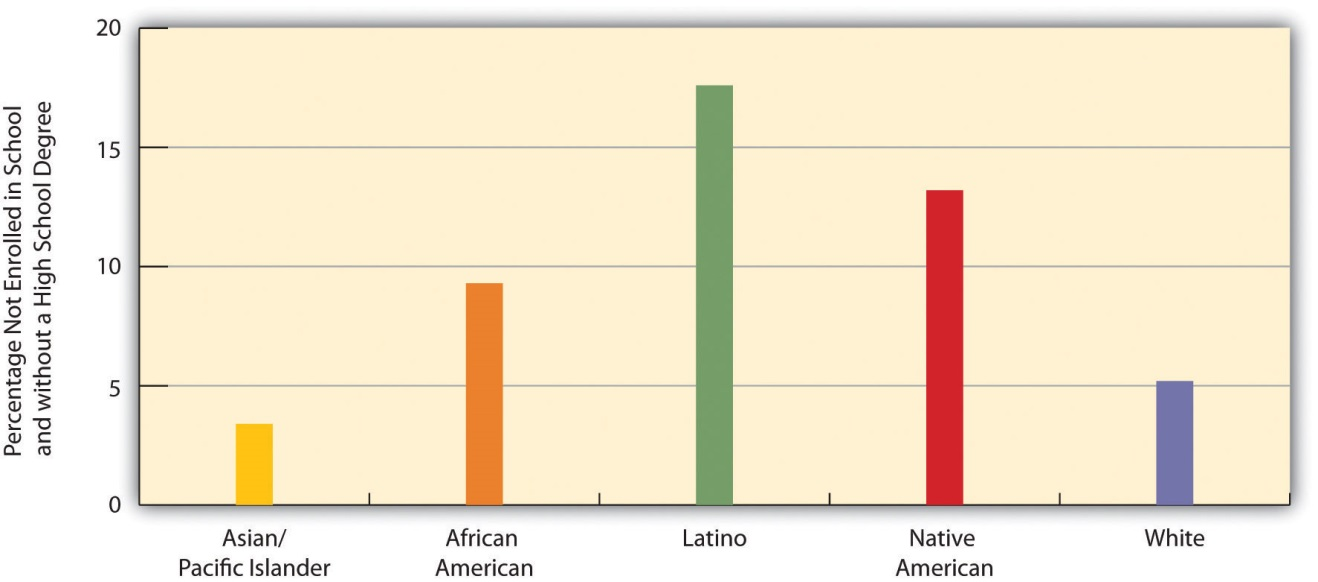 Percentage Not Enrolled in School
and without a High School Degree
20
15
10
5
0
Asian/
Pacific Islander
African
American
Latino
Native
American
White